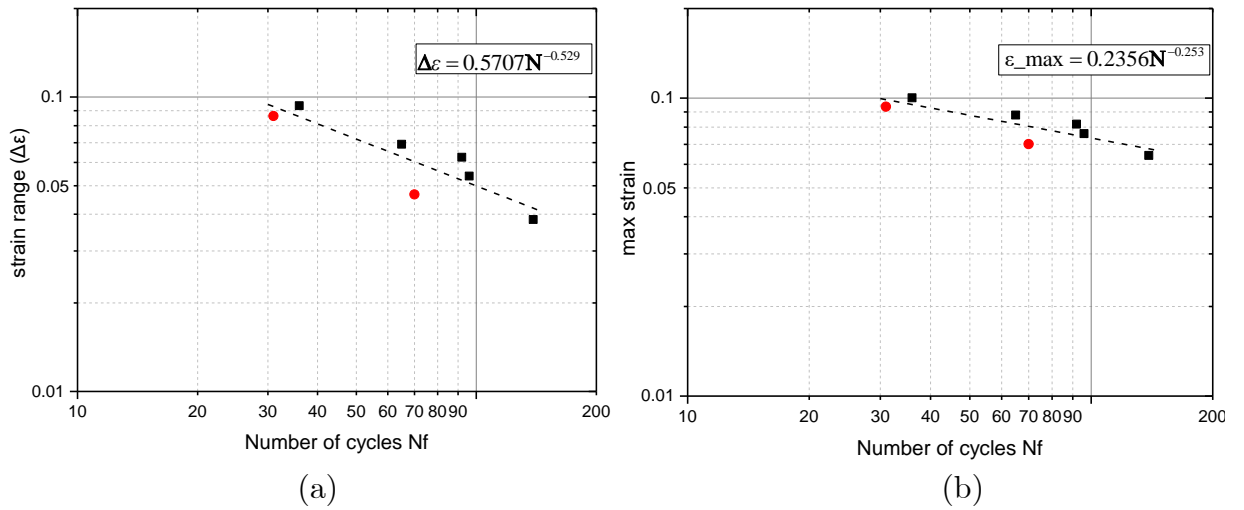 Δε = 0.5707N^−0.529
strain range (Δε)
0.1
0.05
0.01
10 20 30 40 50 60 70 80 90 200
Number of cycles Nf
(a)
ε_max = 0.2356N^−0.253
max strain
0.1
0.05
0.01
10 20 30 40 50 60 70 80 90 200
Number of cycles Nf
(b)